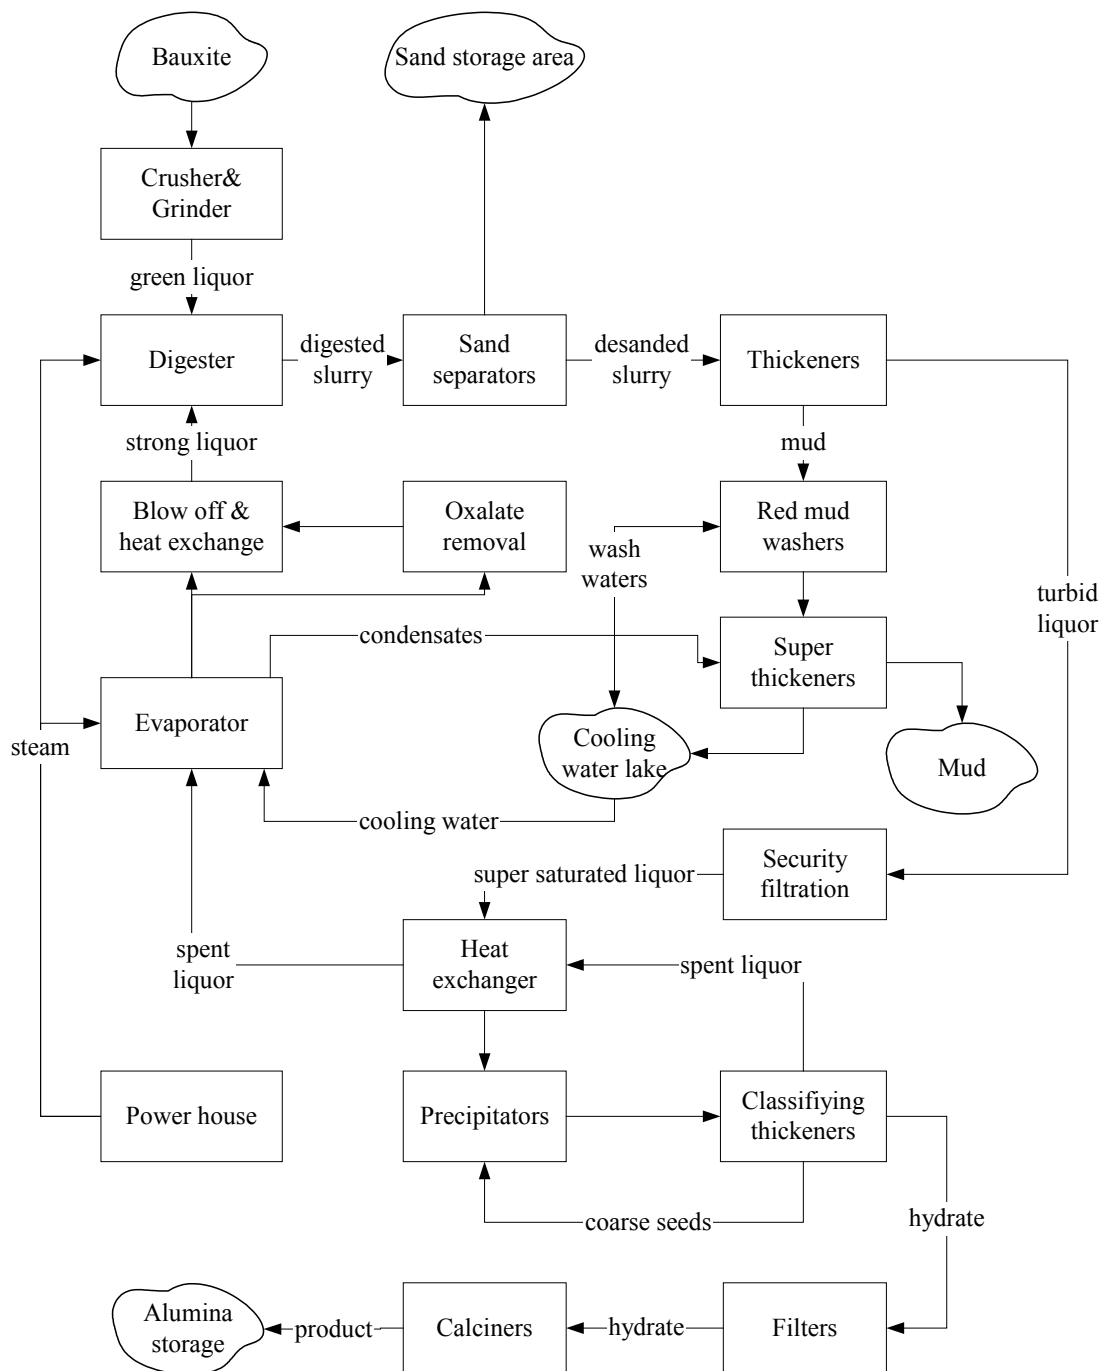 Bauxite
Sand storage area
Crusher&
Grinder
green liquor
Digester
digested
slurry
Sand
separators
desanded
slurry
Thickeners
strong liquor
mud
Blow off &
heat exchange
Oxalate
removal
Red mud
washers
wash
waters
turbid
liquor
condensates
Super
thickeners
Evaporator
steam
Cooling
water lake
Mud
cooling water
Security
filtration
super saturated liquor
spent
liquor
Heat
exchanger
spent liquor
Power house
Precipitators
Classifiying
thickeners
coarse seeds
hydrate
Alumina
storage
product
Calciners
hydrate
Filters